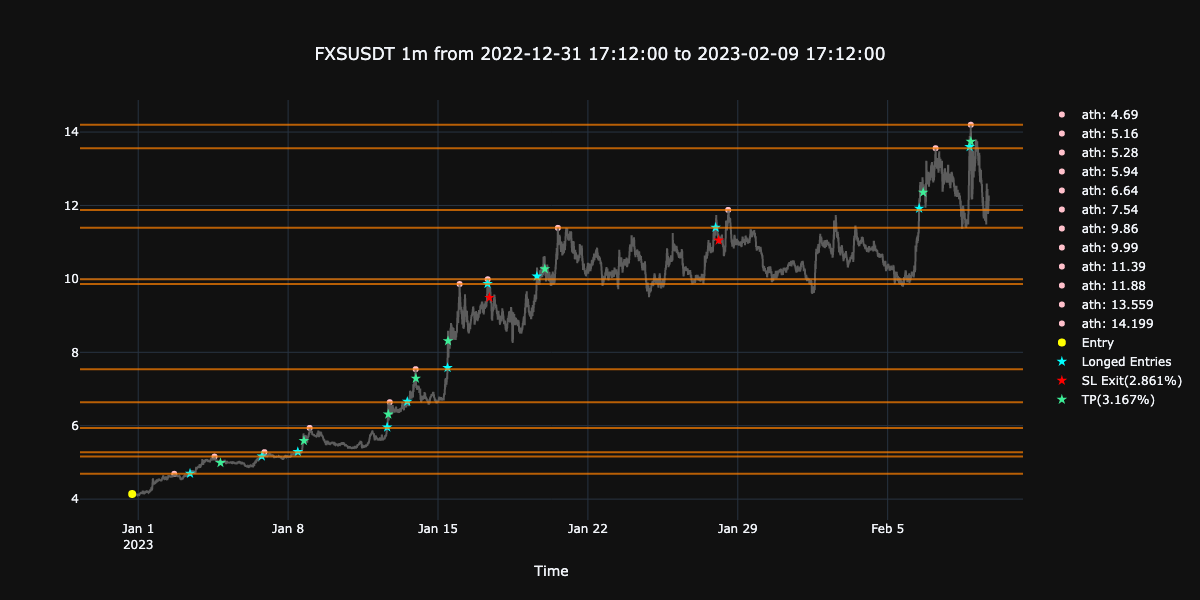 FXSUSDT 1m from 2022-12-31 17:12:00 to 2023-02-09 17:12:00
14
12
10
8
6
4
Jan 1
2023
Jan 8
Jan 15
Jan 22
Jan 29
Feb 5
Time
ath: 4.69
ath: 5.16
ath: 5.28
ath: 5.94
ath: 6.64
ath: 7.54
ath: 9.86
ath: 9.99
ath: 11.39
ath: 11.88
ath: 13.559
ath: 14.199
Entry
Longed Entries
SL Exit(2.861%)
TP(3.167%)